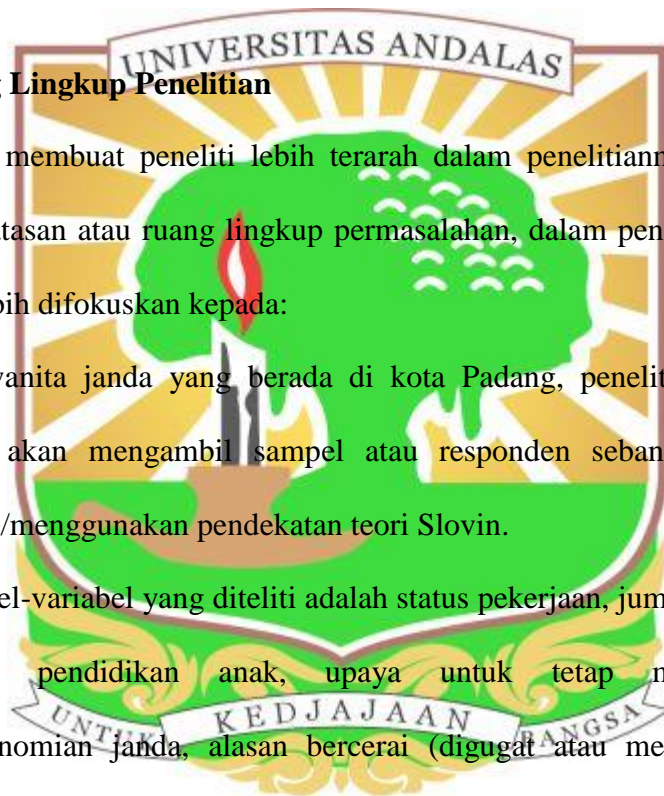 UNIVERSITAS ANDALAS
g Lingkup Penelitian
membuat peneliti lebih terarah dalam penelitiann
atasan atau ruang lingkup permasalahan, dalam pen
bih difokuskan kepada:
wanita janda yang berada di kota Padang, penelit
akan mengambil sampel atau responden seban
/menggunakan pendekatan teori Slovin.
el-variabel yang diteliti adalah status pekerjaan, jum
pendidikan anak, upaya untuk tetap m
UNTUK KEDJAJAAN BANGSA
nomian janda, alasan bercerai (digugat atau me